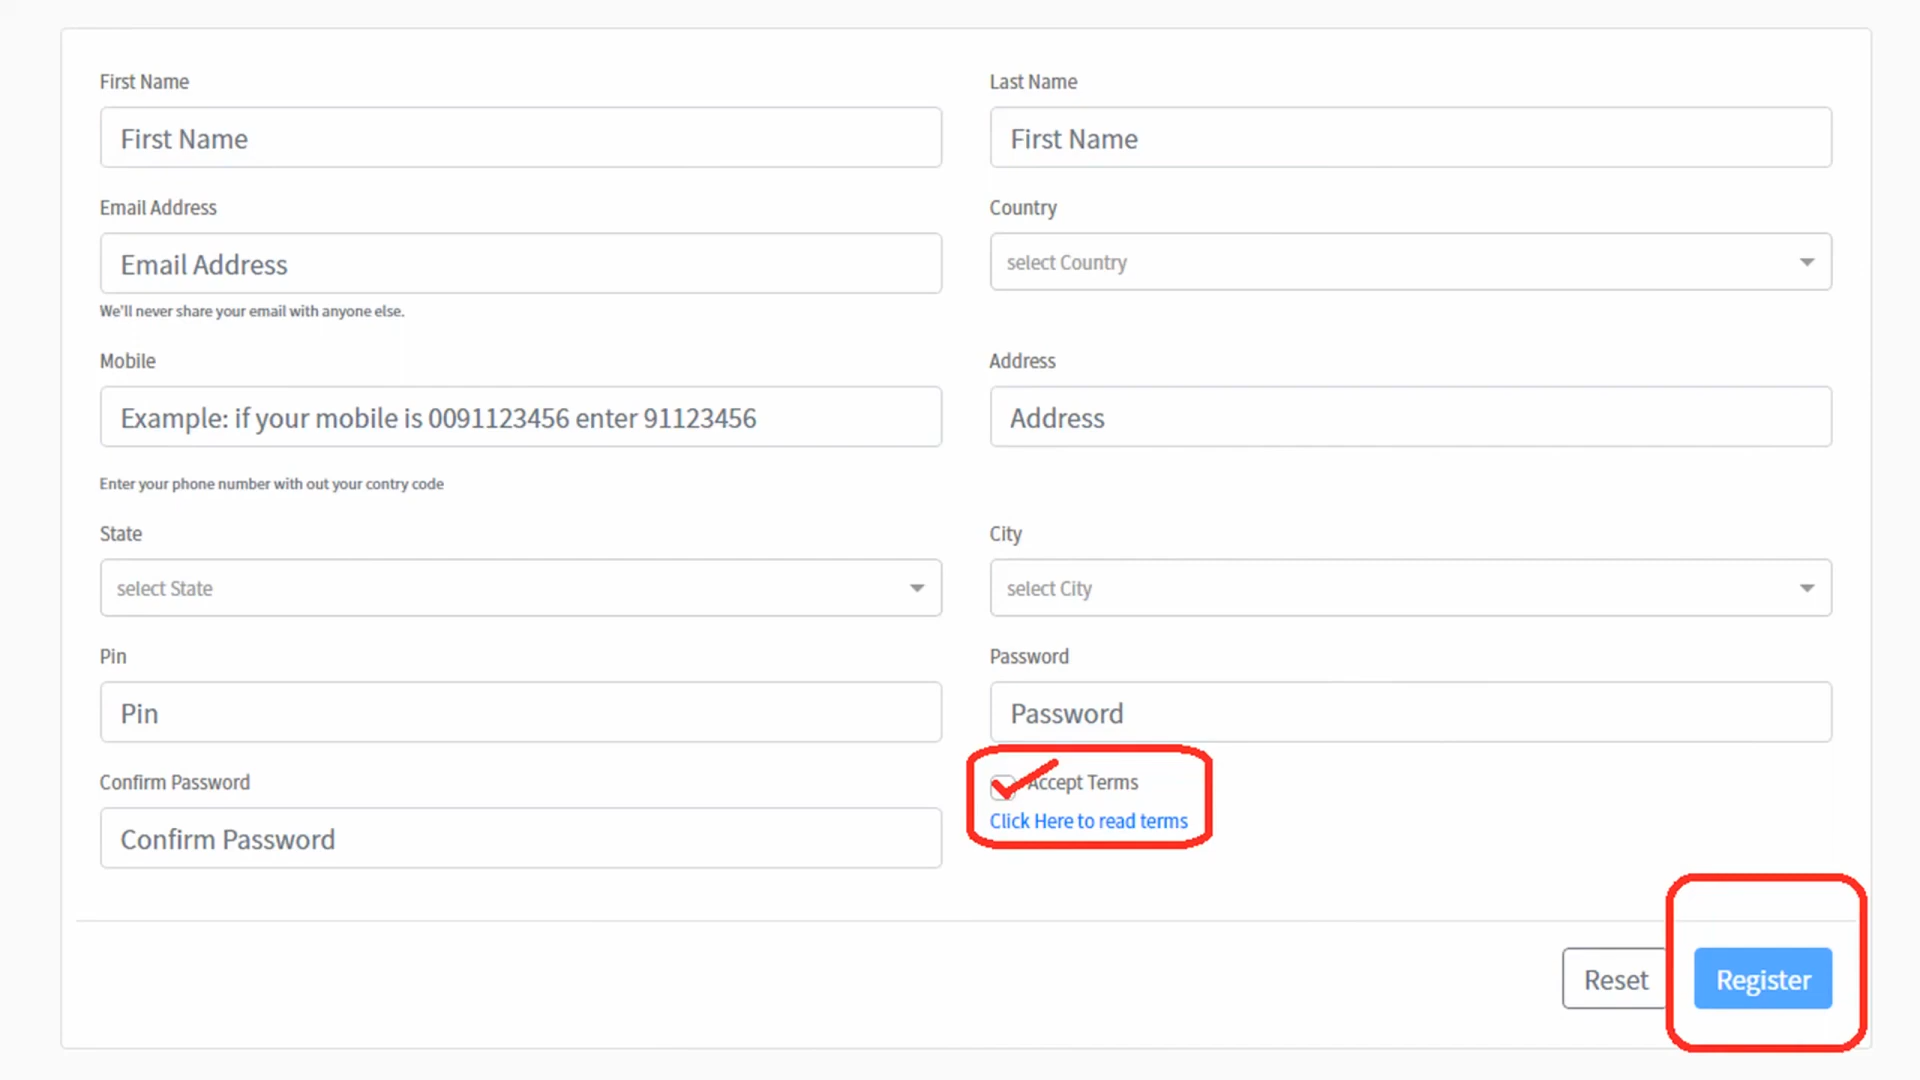 First Name
Last Name
First Name
First Name
Email Address
Country
Email Address
select Country
We'll never share your email with anyone else.
Mobile
Address
Example: if your mobile is 0091123456 enter 91123456
Address
Enter your phone number with out your contry code
State
City
select State
select City
Pin
Password
Pin
Password
Confirm Password
Accept Terms
Click Here to read terms
Confirm Password
Reset
Register